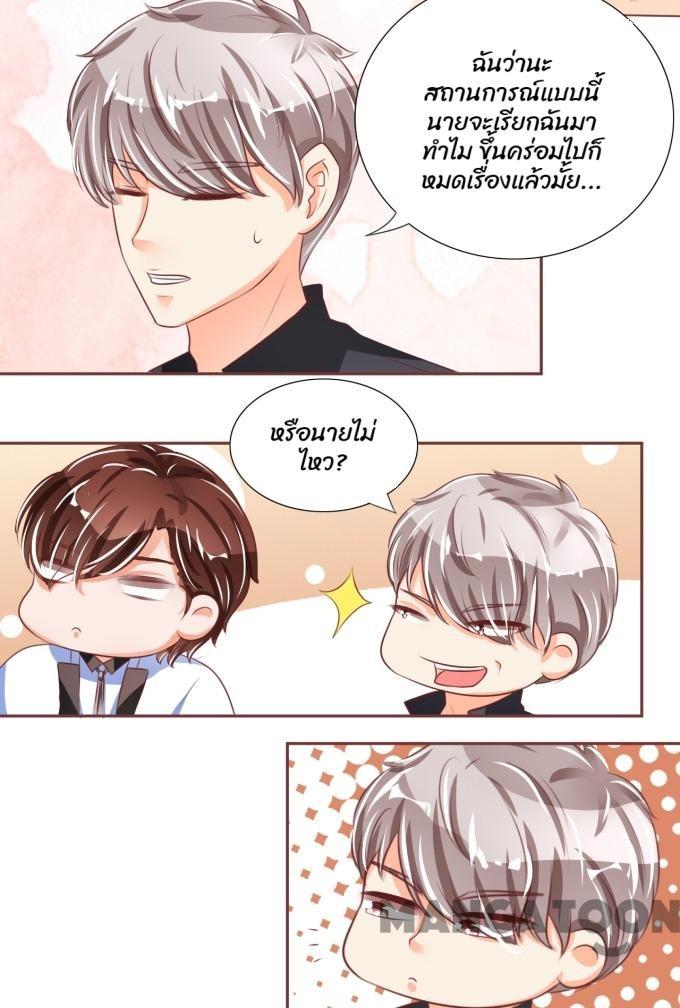 ฉันว่านะ
สถานการณ์แบบนี้
นายจะเรียกฉันมา
ทำไม ขึ้นคร่อมไปก็
หมดเรื่องแล้วมั้ย...
หรือนายไม่
ไหว?
MANGATOON